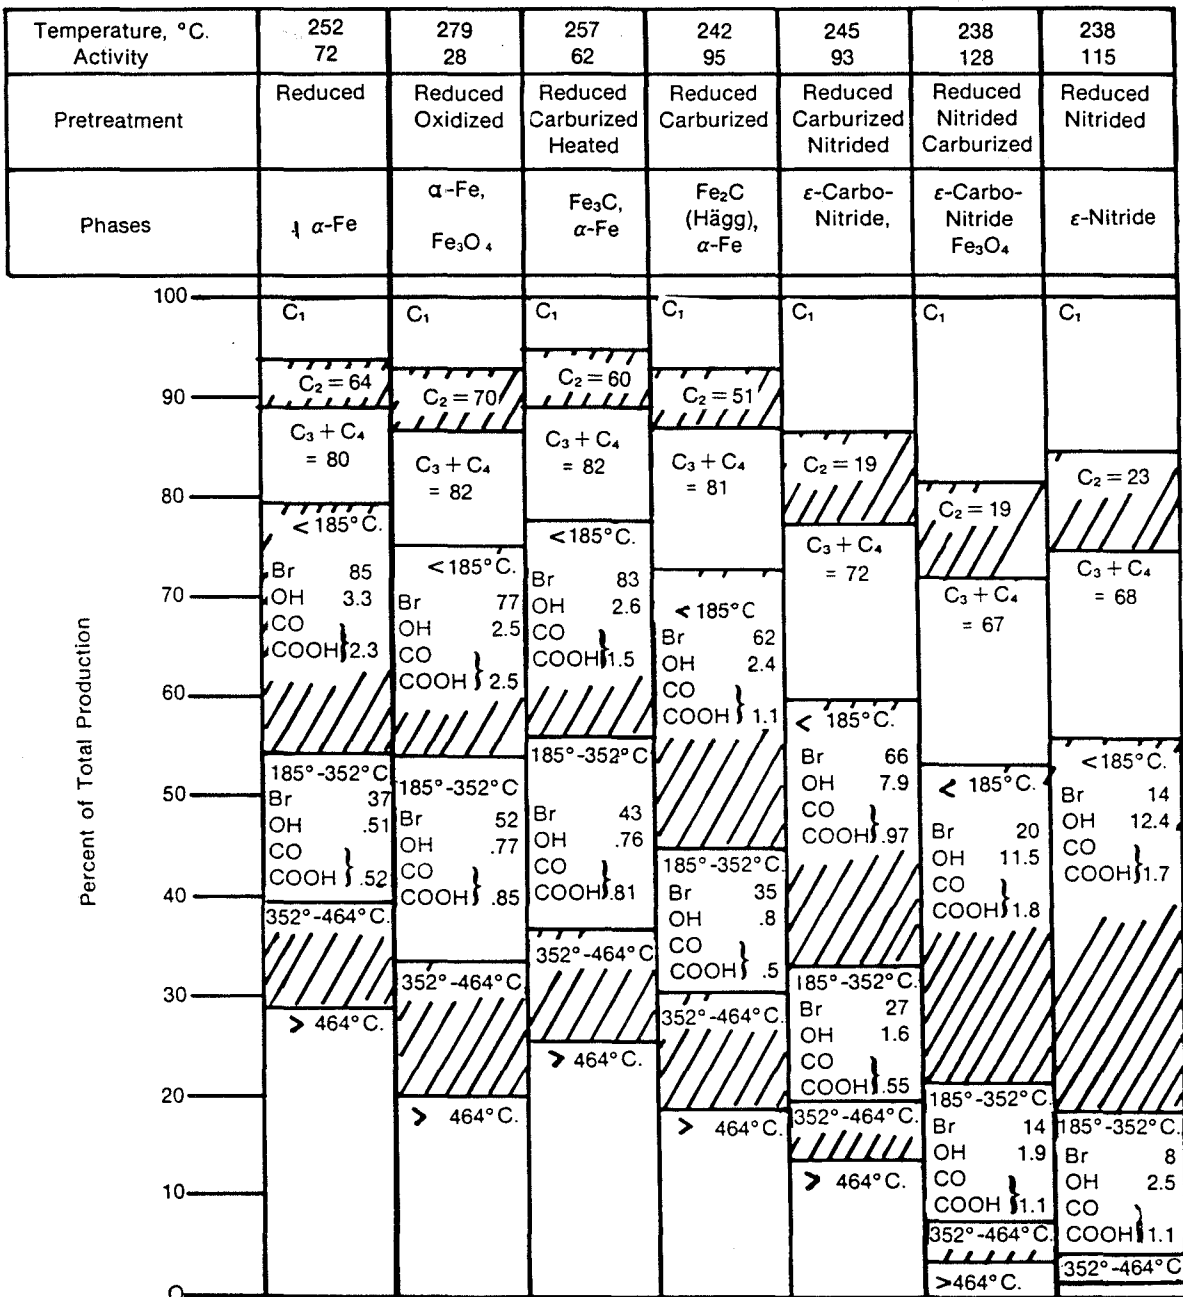 Temperature, °C. 252 279 257 242 245 238 238
Activity 72 28 62 95 93 128 115
Pretreatment
Reduced
Reduced
Oxidized
Reduced
Carburized
Heated
Reduced
Carburized
Reduced
Carburized
Nitrided
Reduced
Nitrided
Carburized
Reduced
Nitrided
Phases
α-Fe
α-Fe,
Fe₃O₄
Fe₃C,
α-Fe
Fe₂C
(Hägg),
α-Fe
ε-Carbo-
Nitride,
ε-Carbo-
Nitride
Fe₃O₄
ε-Nitride
Percent of Total Production
100
90
80
70
60
50
40
30
20
10
0
C₁
C₂ = 64
C₃ + C₄
= 80
< 185°C.
Br 85
OH 3.3
CO
COOH } 2.3
185°-352°C
Br 37
OH .51
CO
COOH } .52
352°-464°C.
> 464°C.
C₁
C₂ = 70
C₃ + C₄
= 82
<185°C.
Br 77
OH 2.5
CO
COOH } 2.5
185°-352°C
Br 52
OH .77
CO
COOH } .85
352°-464°C
> 464°C.
C₁
C₂ = 60
C₃ + C₄
= 82
<185°C.
Br 83
OH 2.6
CO
COOH } 1.5
185°-352°C
Br 43
OH .76
CO
COOH } .81
352°-464°C
> 464°C.
C₁
C₂ = 51
C₃ + C₄
= 81
< 185°C
Br 62
OH 2.4
CO
COOH } 1.1
185°-352°C.
Br 35
OH .8
CO
COOH } .5
352°-464°C.
> 464°C.
C₁
C₂ = 19
C₃ + C₄
= 72
< 185°C.
Br 66
OH 7.9
CO
COOH } .97
185°-352°C.
Br 27
OH 1.6
CO
COOH } .55
352°-464°C.
> 464°C.
C₁
C₂ = 19
C₃ + C₄
= 67
< 185°C.
Br 20
OH 11.5
CO
COOH } 1.8
185°-352°C.
Br 14
OH 1.9
CO
COOH } 1.1
352°-464°C.
>464°C.
C₁
C₂ = 23
C₃ + C₄
= 68
<185°C.
Br 14
OH 12.4
CO
COOH } 1.7
185°-352°C.
Br 8
OH 2.5
CO
COOH } 1.1
352°-464°C